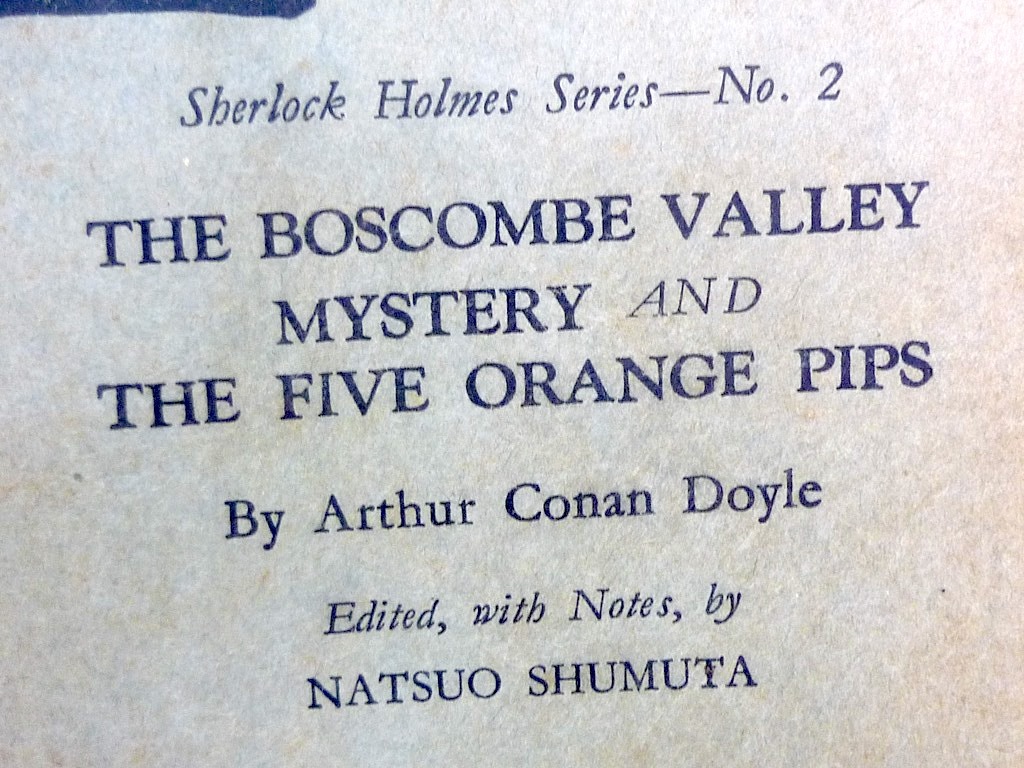 Sherlock Holmes Series—No. 2
THE BOSCOMBE VALLEY
MYSTERY AND
THE FIVE ORANGE PIPS
By Arthur Conan Doyle
Edited, with Notes, by
NATSUO SHUMUTA